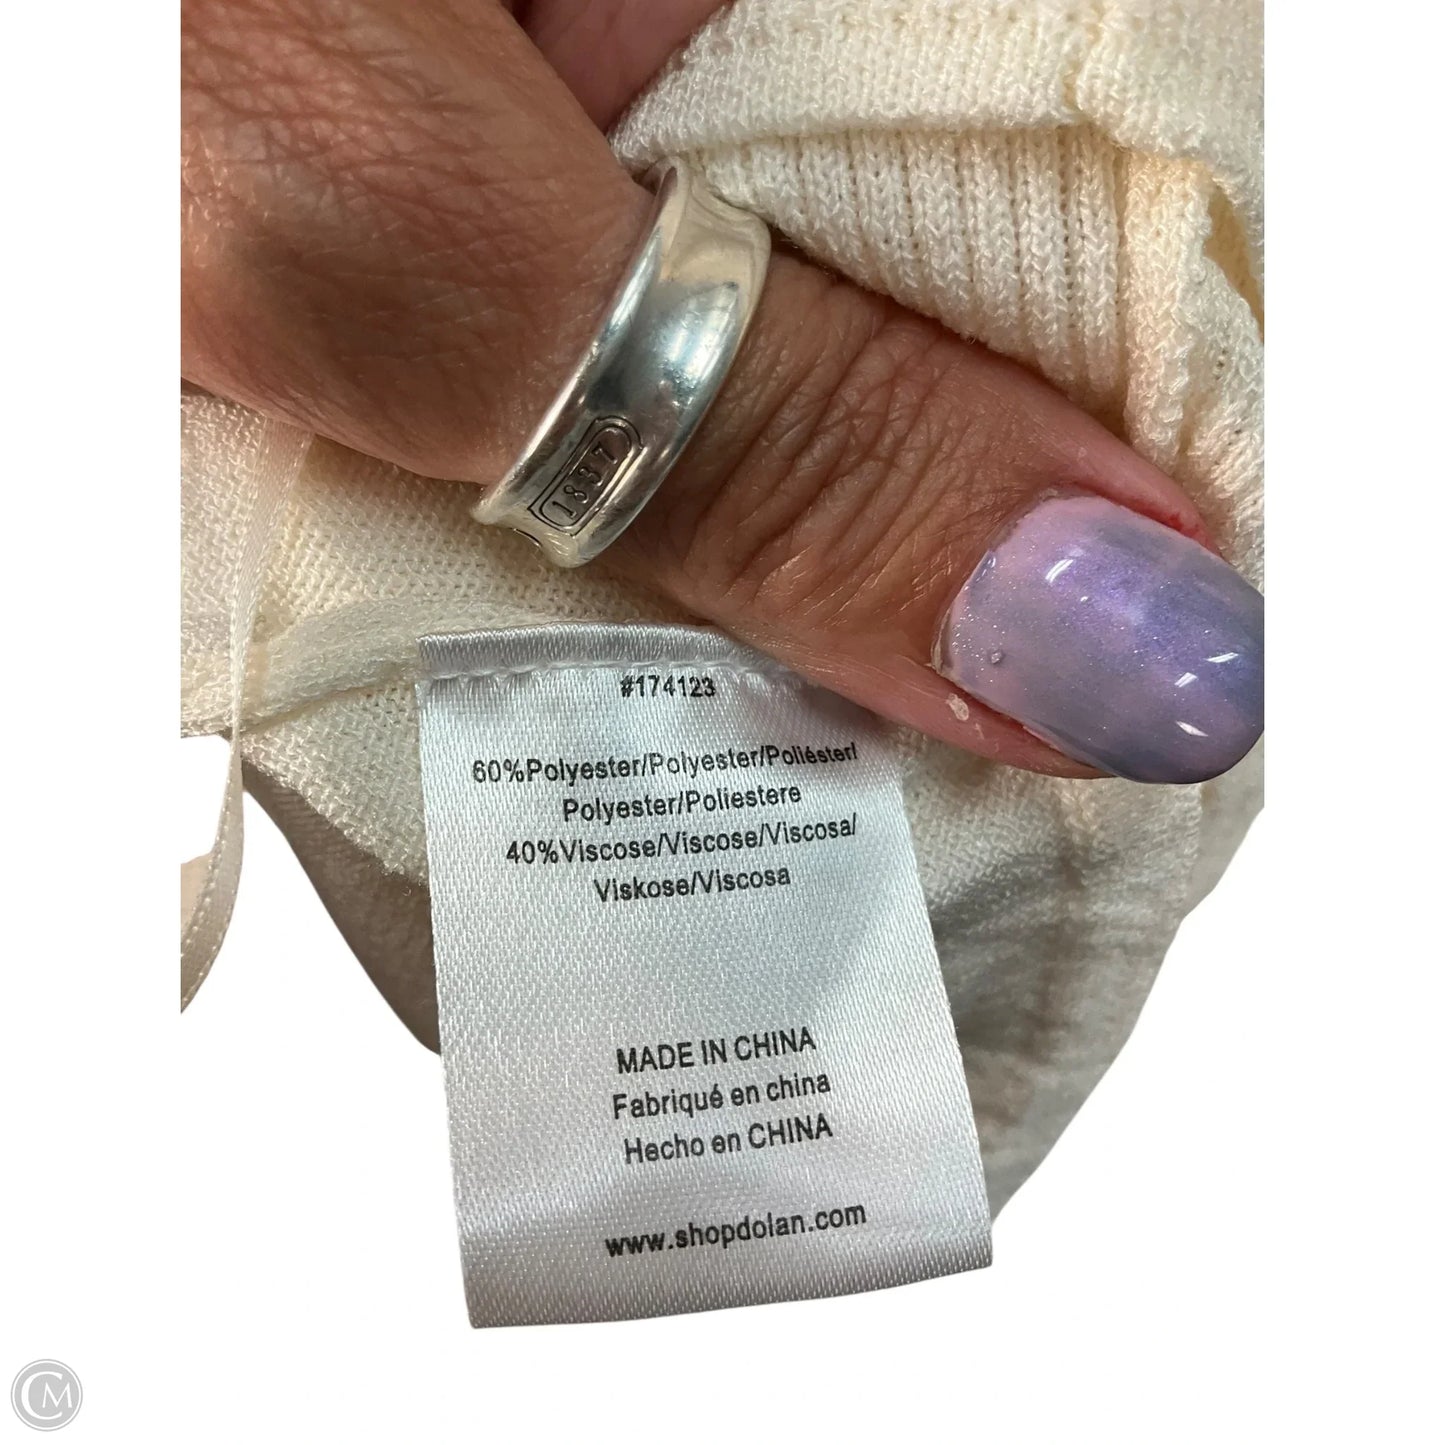 1837
#174123
60%Polyester/Polyester/Poliéster/
Polyester/Poliestere
40%Viscose/Viscose/Viscosa/
Viskose/Viscosa
MADE IN CHINA
Fabriqué en china
Hecho en CHINA
www.shopdolan.com
CM